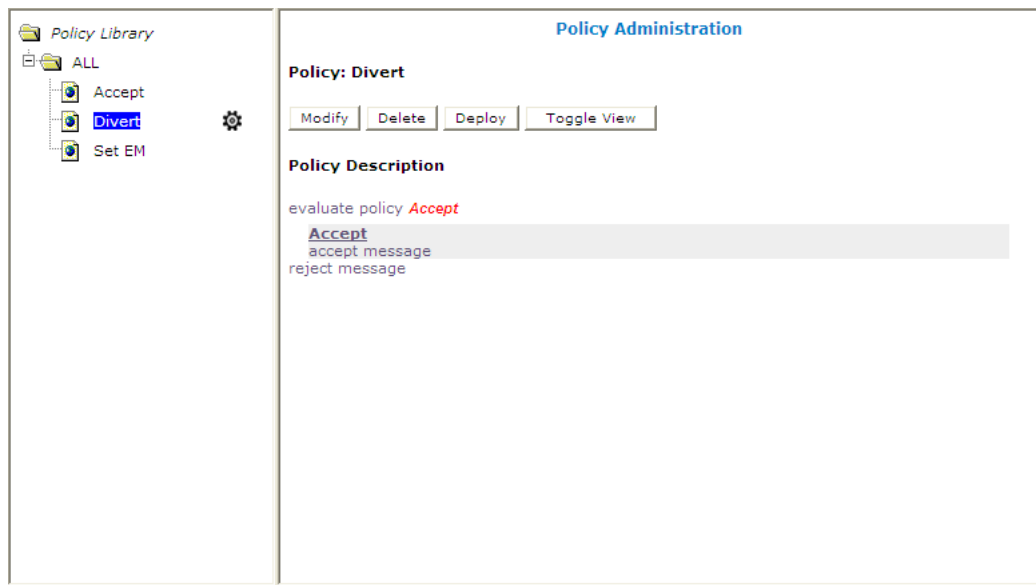 Policy Library
ALL
Accept
Divert
Set EM
Policy Administration
Policy: Divert
Modify Delete Deploy Toggle View
Policy Description
evaluate policy Accept
Accept
accept message
reject message